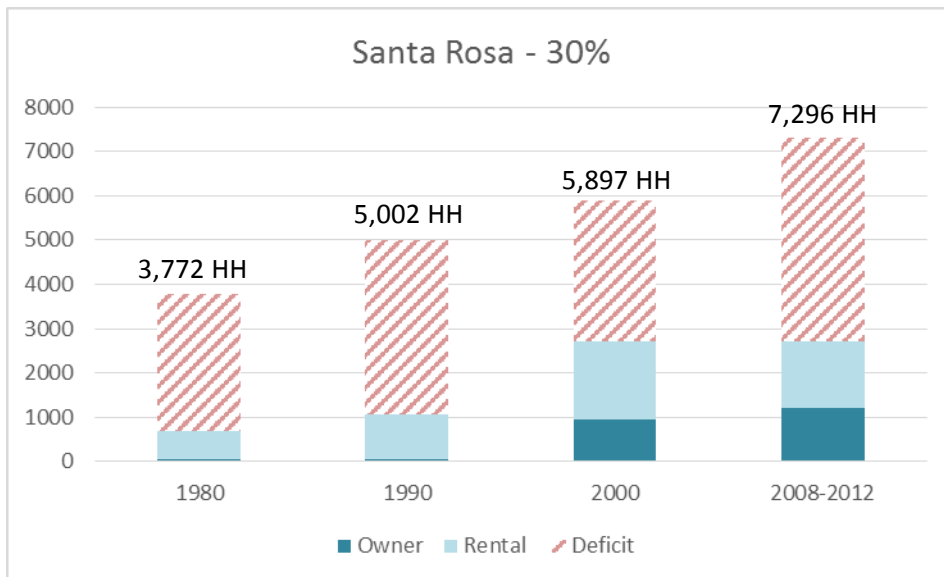 Santa Rosa - 30%
8000
7,296 HH
7000
5,897 HH
6000
5,002 HH
5000
3,772 HH
4000
3000
2000
1000
0
1980 1990 2000 2008-2012
Owner Rental Deficit